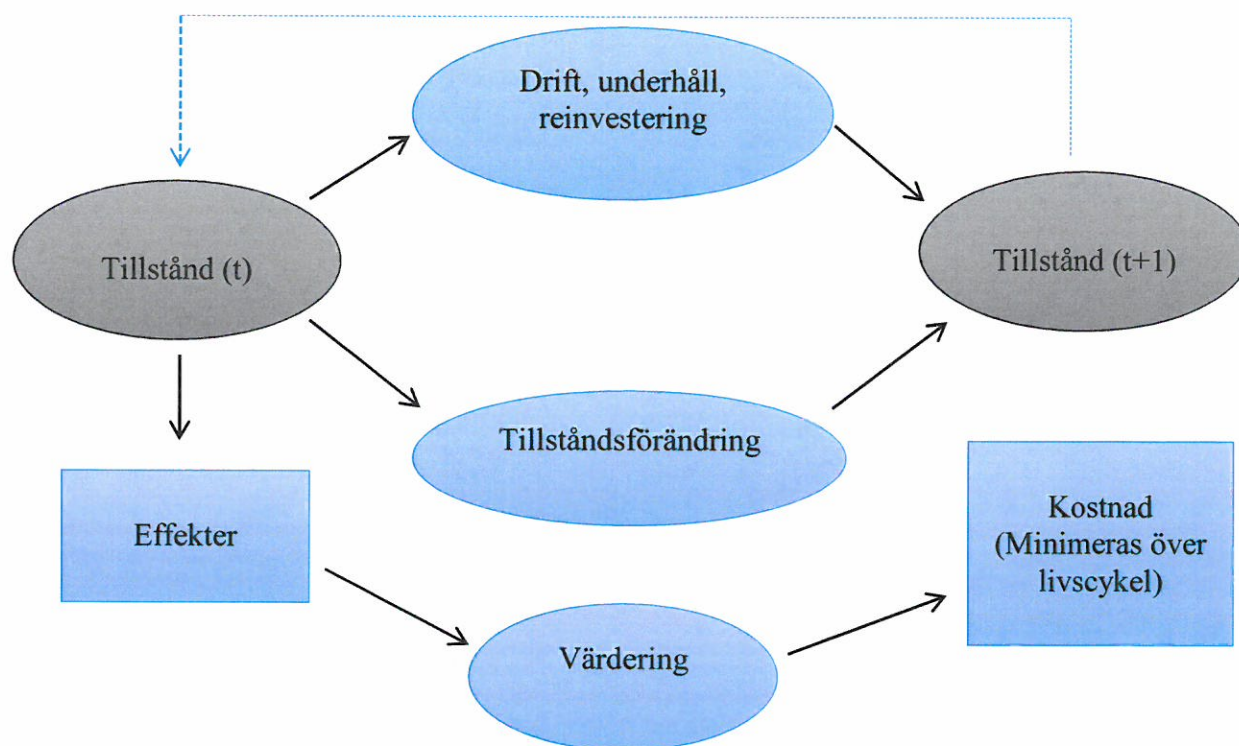 Drift, underhåll,
reinvestering
Tillstånd (t)
Tillstånd (t+1)
Tillståndsförändring
Effekter
Kostnad
(Minimeras över
livscykel)
Värdering